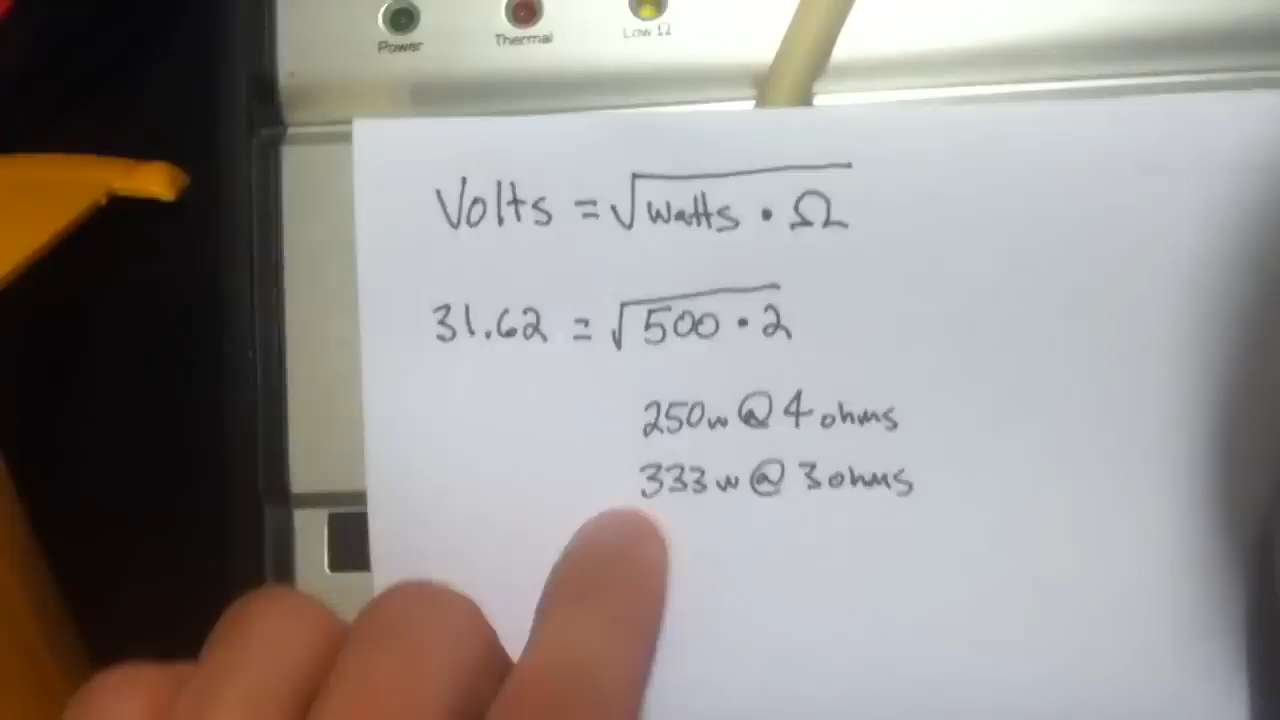 Power Thermal Low Ω
Volts = √watts · Ω
31.62 = √500 · 2
250w @ 4 ohms
333w @ 3 ohms